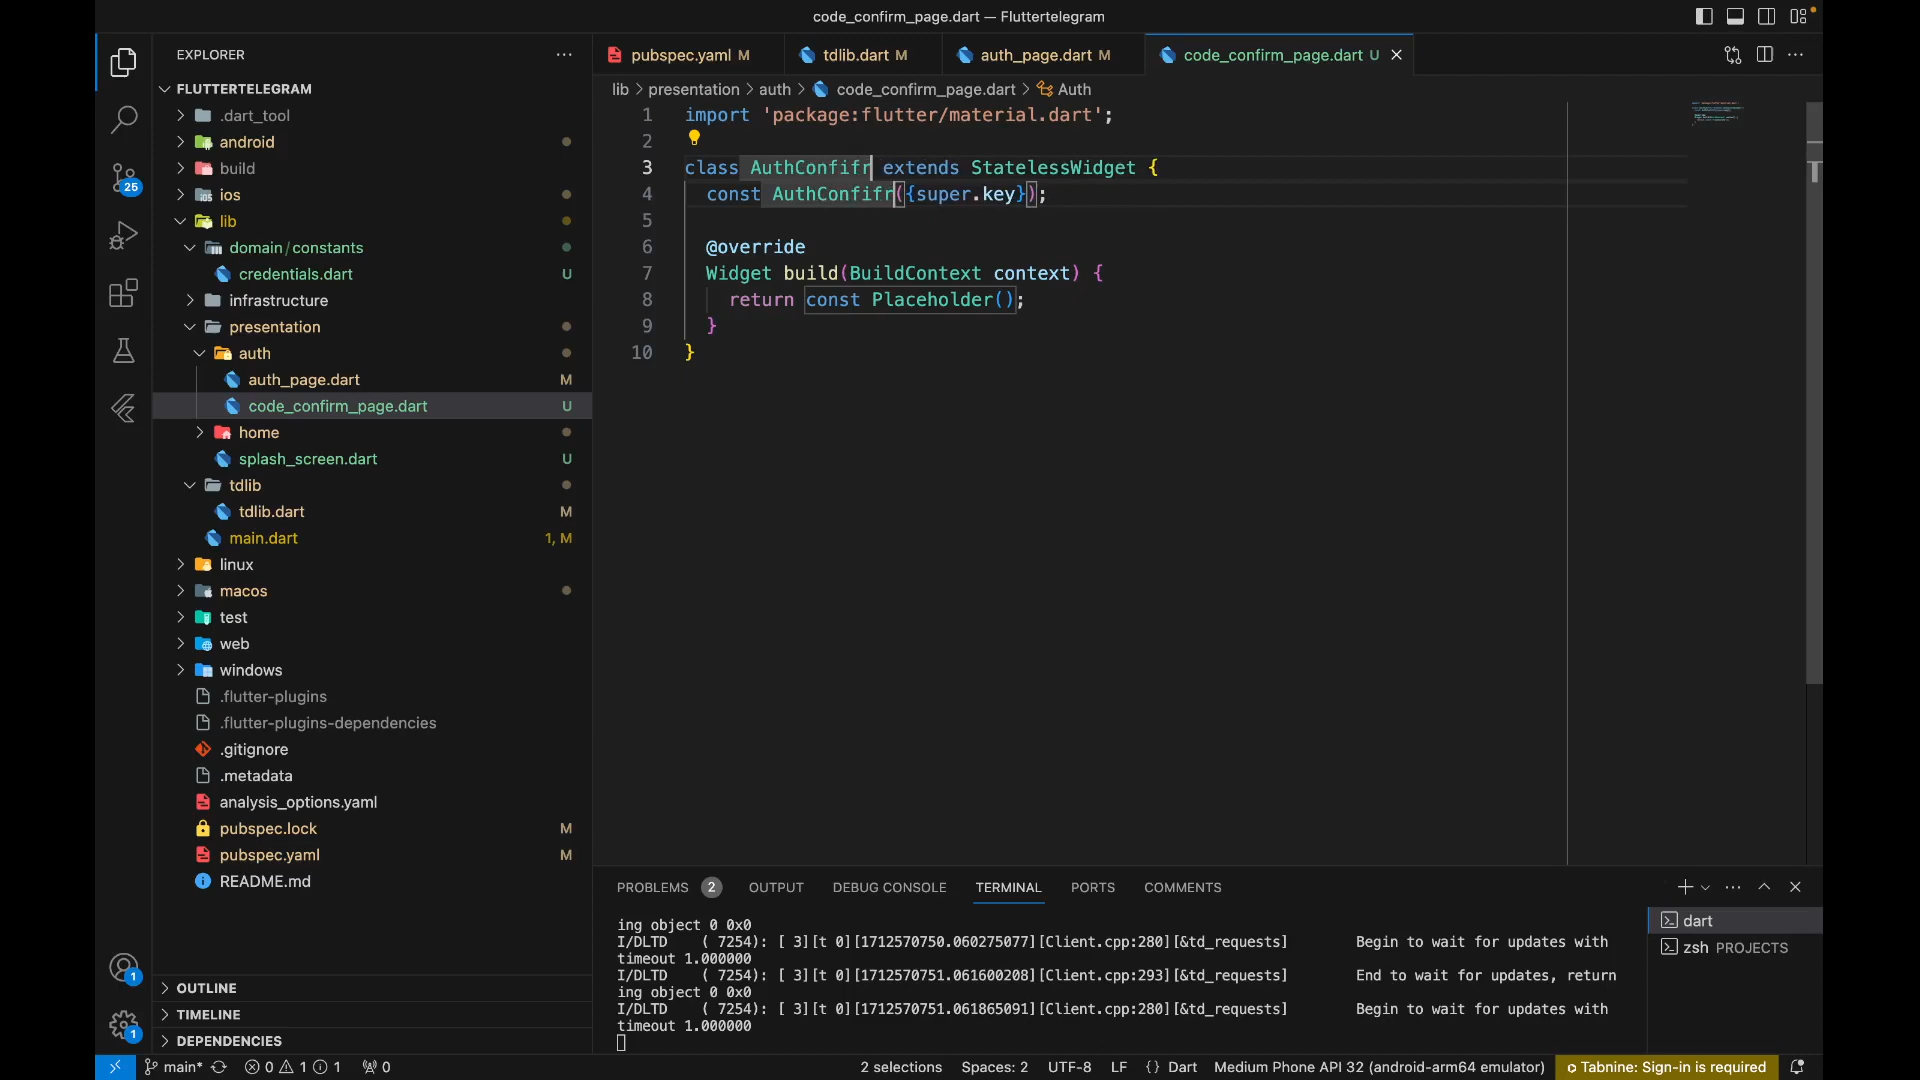 code_confirm_page.dart — Fluttertelegram
EXPLORER
FLUTTERTELEGRAM
.dart_tool
android
build
ios
lib
domain/constants
credentials.dart U
infrastructure
presentation
auth
auth_page.dart M
code_confirm_page.dart U
home
splash_screen.dart U
tdlib
tdlib.dart M
main.dart 1, M
linux
macos
test
web
windows
.flutter-plugins
.flutter-plugins-dependencies
.gitignore
.metadata
analysis_options.yaml
pubspec.lock M
pubspec.yaml M
README.md
OUTLINE
TIMELINE
DEPENDENCIES
25
1
1
pubspec.yaml M
tdlib.dart M
auth_page.dart M
code_confirm_page.dart U
lib > presentation > auth > code_confirm_page.dart > Auth
1 import 'package:flutter/material.dart';
2
3 class AuthConfifr extends StatelessWidget {
4 const AuthConfifr({super.key});
5
6 @override
7 Widget build(BuildContext context) {
8 return const Placeholder();
9 }
10 }
PROBLEMS 2 OUTPUT DEBUG CONSOLE TERMINAL PORTS COMMENTS
ing object 0 0x0
I/DLTD ( 7254): [ 3][t 0][1712570750.060275077][Client.cpp:280][&td_requests] Begin to wait for updates with
timeout 1.000000
I/DLTD ( 7254): [ 3][t 0][1712570751.061600208][Client.cpp:293][&td_requests] End to wait for updates, return
ing object 0 0x0
I/DLTD ( 7254): [ 3][t 0][1712570751.061865091][Client.cpp:280][&td_requests] Begin to wait for updates with
timeout 1.000000
dart
zsh PROJECTS
main* 0 1 1 0 2 selections Spaces: 2 UTF-8 LF {} Dart Medium Phone API 32 (android-arm64 emulator) Tabnine: Sign-in is required